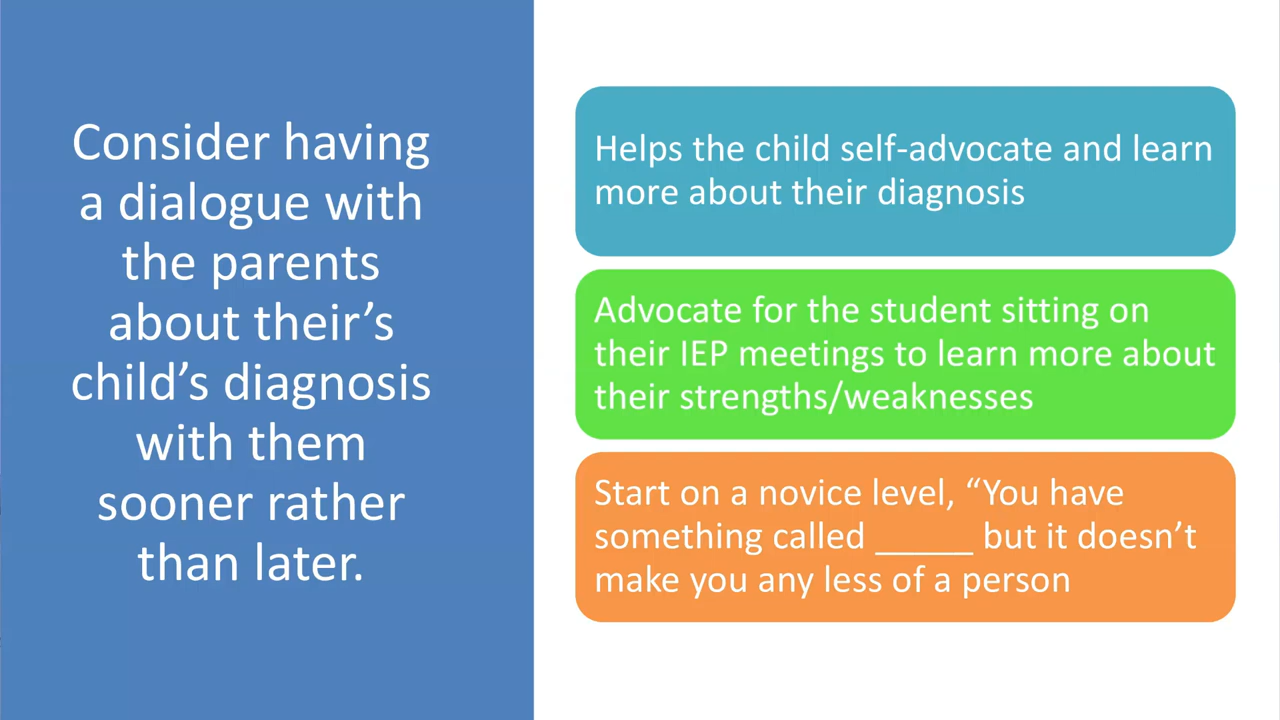 Consider having
a dialogue with
the parents
about their’s
child’s diagnosis
with them
sooner rather
than later.
Helps the child self-advocate and learn
more about their diagnosis
Advocate for the student sitting on
their IEP meetings to learn more about
their strengths/weaknesses
Start on a novice level, “You have
something called _____ but it doesn’t
make you any less of a person